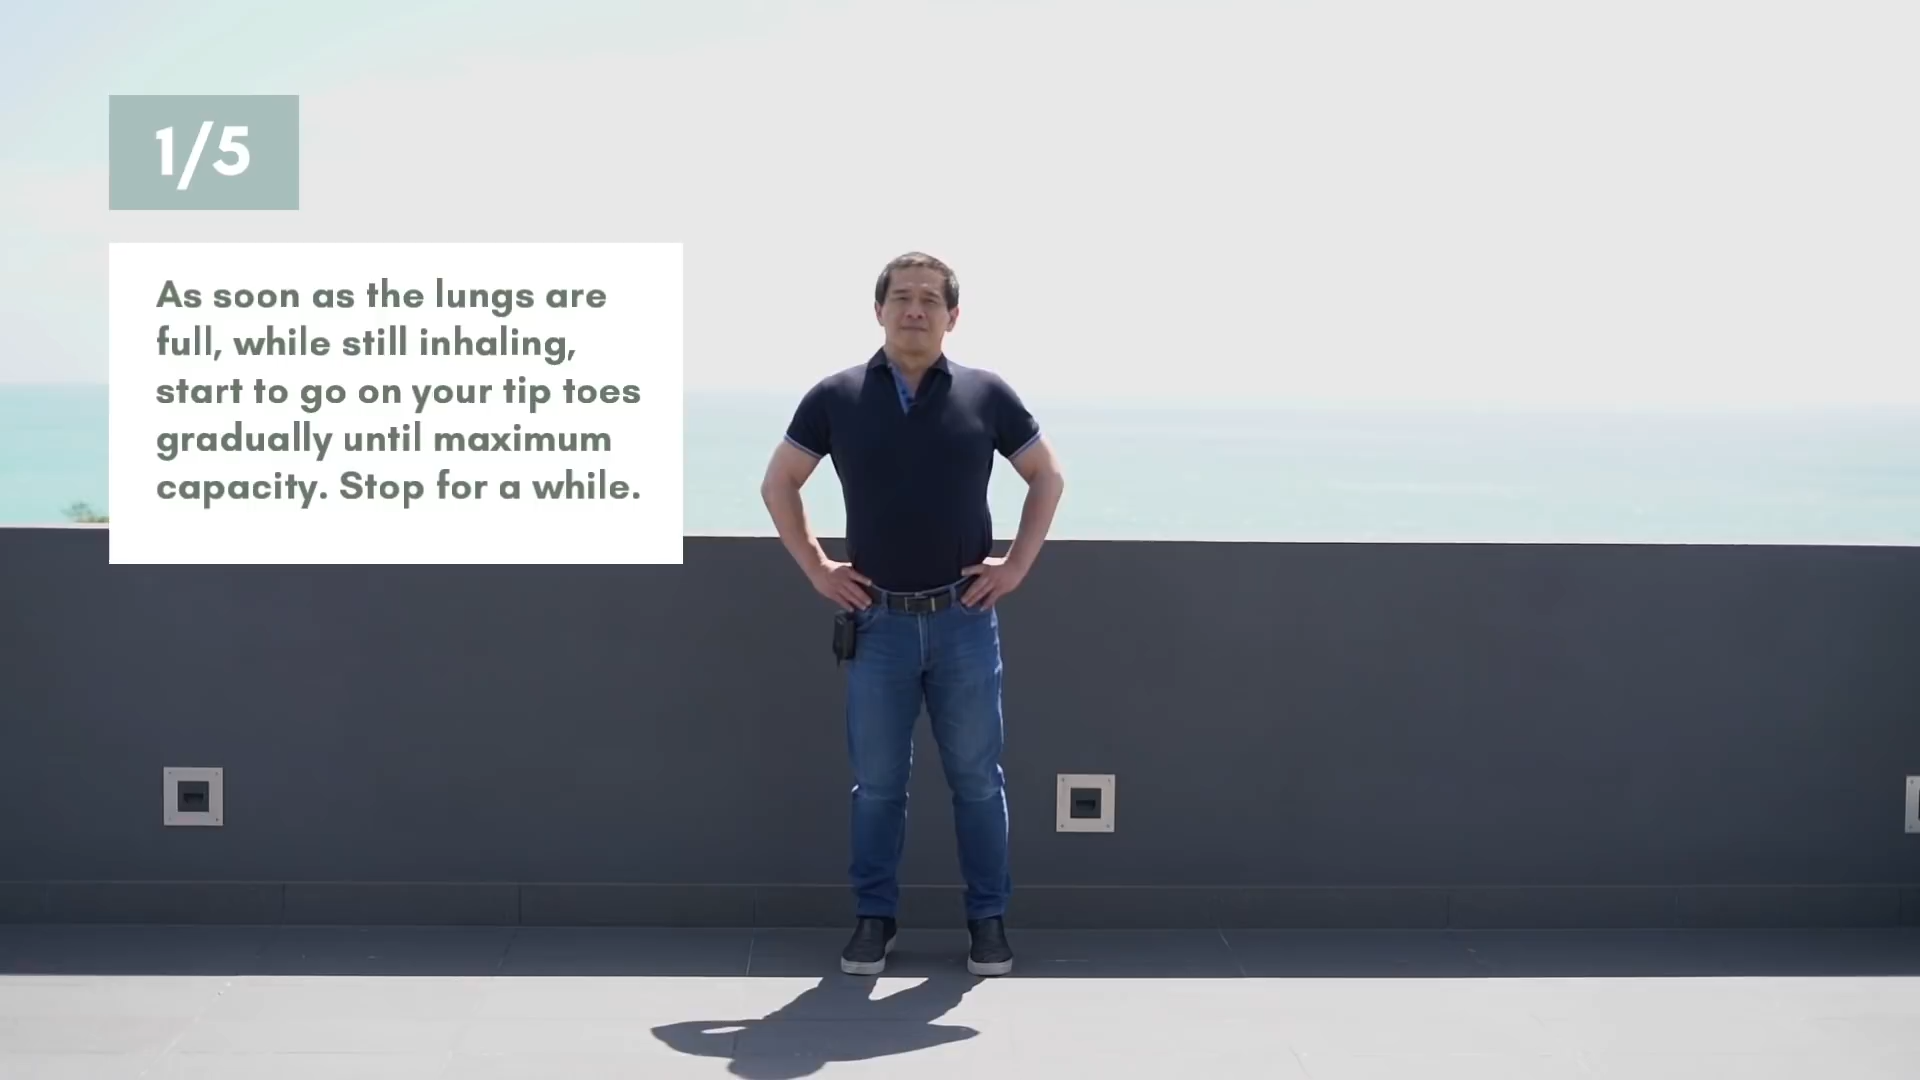 1/5
As soon as the lungs are
full, while still inhaling,
start to go on your tip toes
gradually until maximum
capacity. Stop for a while.